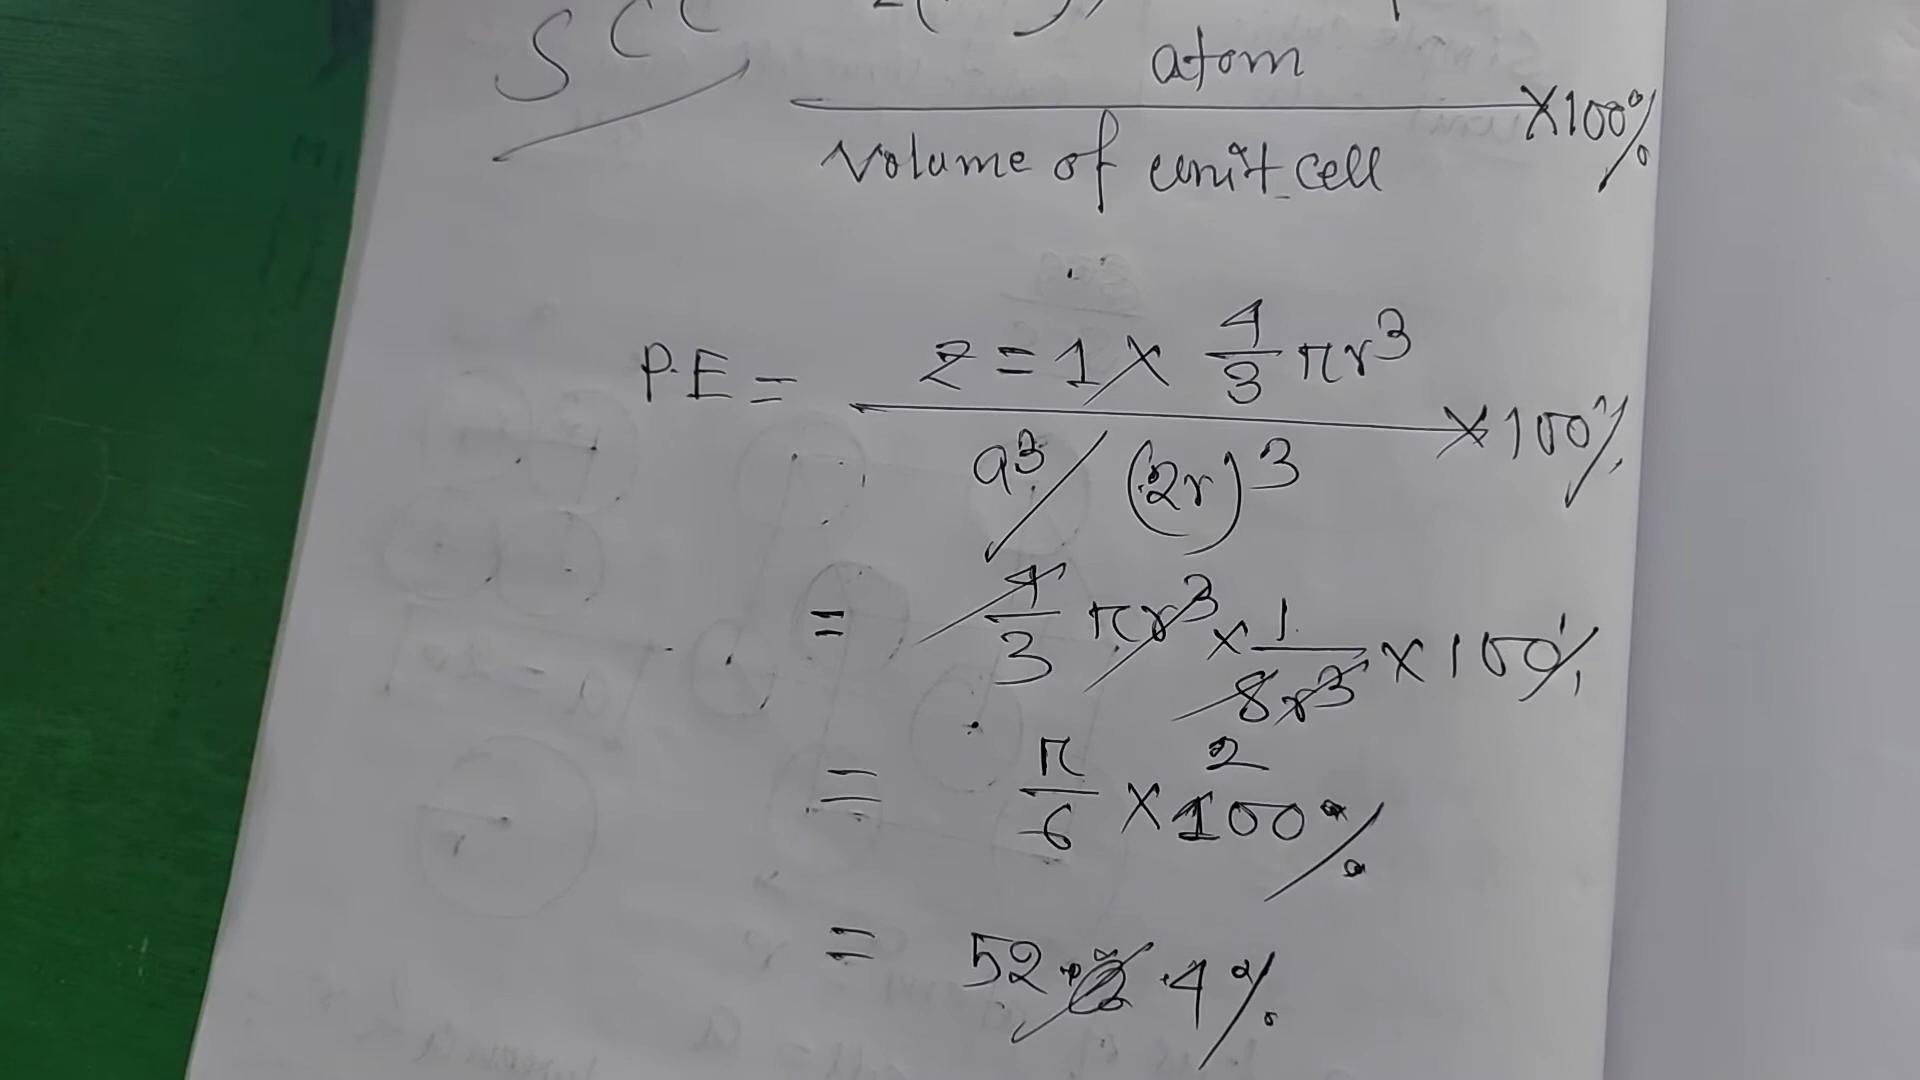 SCC
atom
Volume of unit cell
×100%
P.E = z = 1 × 4/3 πr³
a³/(2r)³ ×100%
= 4/3 πr³ × 1/8r³ × 100%
= π/6 × 100%
2
= 52.4%